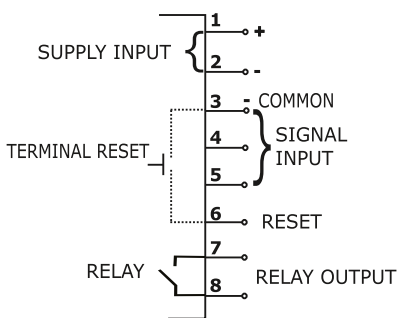 1 +
SUPPLY INPUT
2 -
3 - COMMON
4 SIGNAL
INPUT
TERMINAL RESET
5
6 RESET
7
RELAY RELAY OUTPUT
8